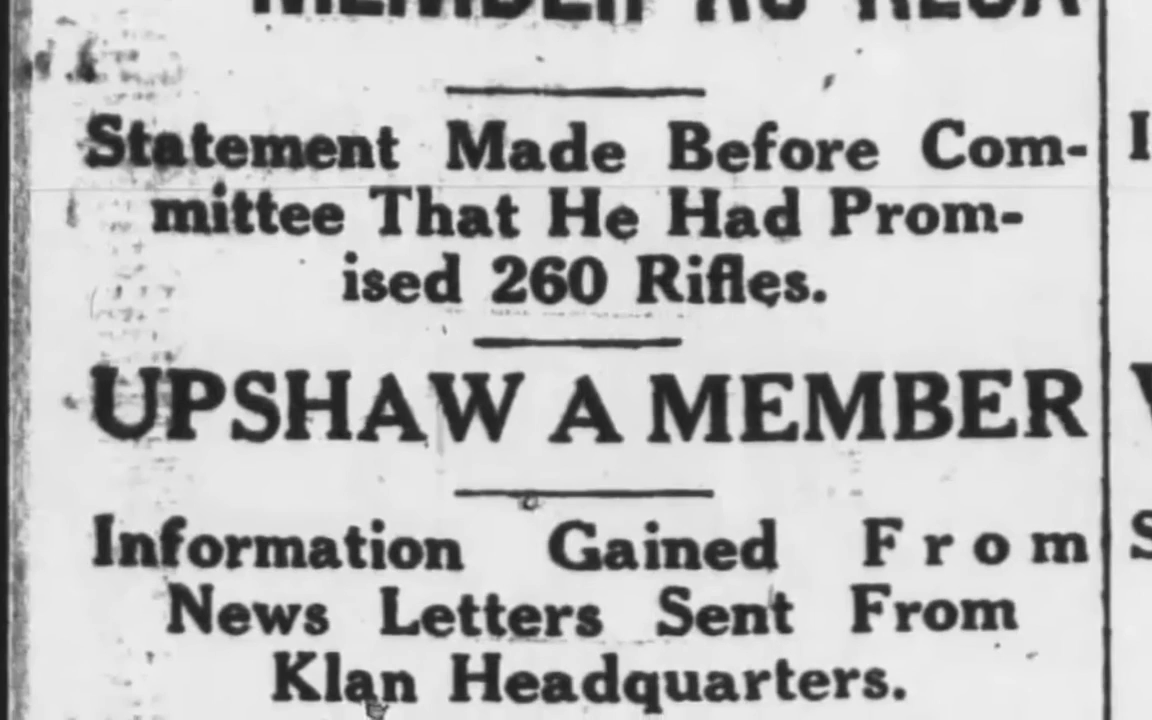 Statement Made Before Com-
mittee That He Had Prom-
ised 260 Rifles.
UPSHAW A MEMBER
Information Gained From
News Letters Sent From
Klan Headquarters.